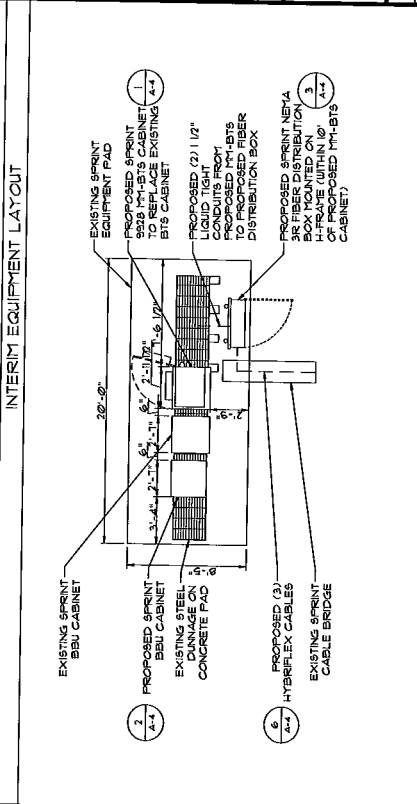 INTERIM EQUIPMENT LAYOUT
EXISTING SPRINT
EQUIPMENT PAD
PROPOSED SPRINT
9928 MM-BTS CABINET
TO REPLACE EXISTING
BTS CABINET
1
A-4
PROPOSED (2) 1 1/2"
LIQUID TIGHT
CONDUITS FROM
PROPOSED MM-BTS
TO PROPOSED FIBER
DISTRIBUTION BOX
PROPOSED SPRINT NEMA
3R FIBER DISTRIBUTION
BOX MOUNTED ON
H-FRAME (WITHIN 10'
OF PROPOSED MM-BTS
CABINET)
3
A-4
20'-0"
3'-4"
2'-7"
6"
2'-7"
6"
2'-11 1/2"
7'-6 1/2"
2'-9"
8'-5"
EXISTING SPRINT
BBU CABINET
2
A-4
PROPOSED SPRINT
BBU CABINET
EXISTING STEEL
DUNNAGE ON
CONCRETE PAD
6
A-4
PROPOSED (3)
HYBRIFLEX CABLES
EXISTING SPRINT
CABLE BRIDGE